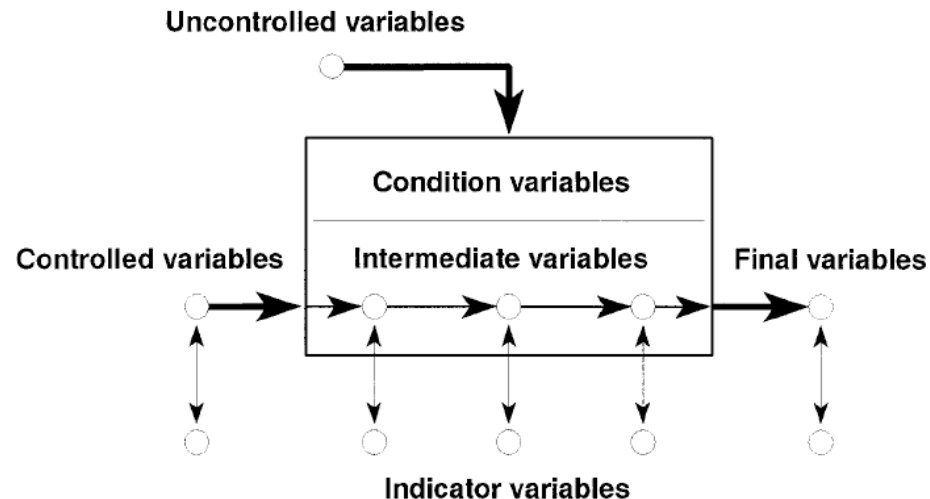 Uncontrolled variables
Condition variables
Controlled variables
Intermediate variables
Final variables
Indicator variables